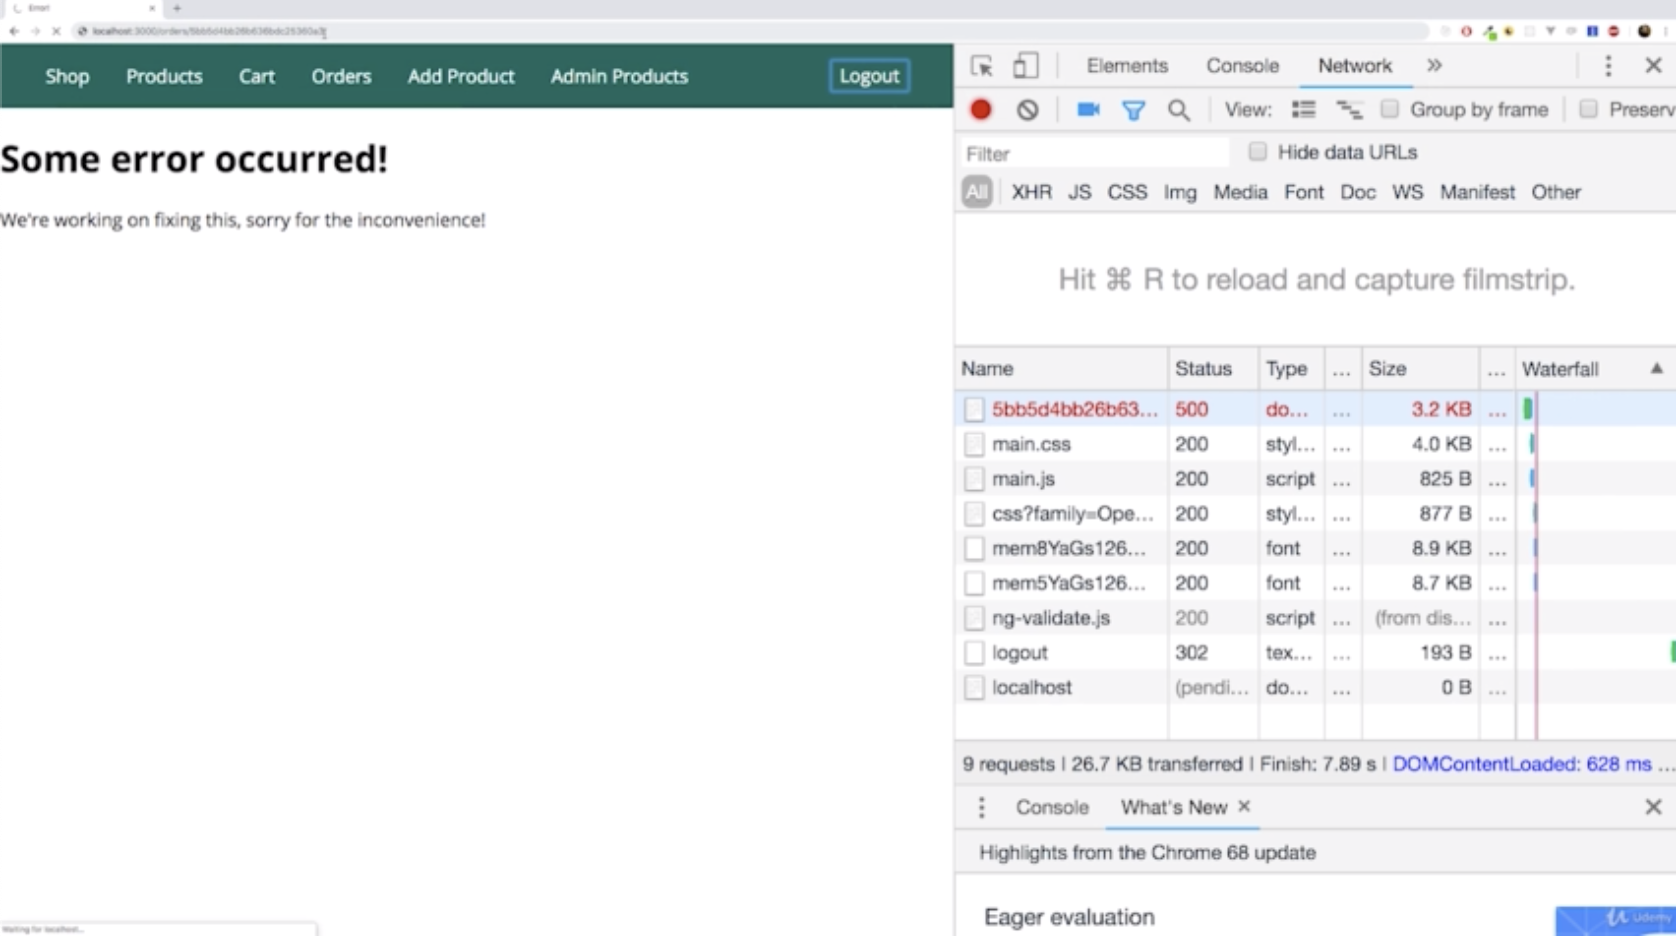 Error!
localhost:3000/orders/
Shop Products Cart Orders Add Product Admin Products Logout
Some error occurred!
We're working on fixing this, sorry for the inconvenience!
Waiting for localhost...
Elements Console Network »
View: Group by frame Preserv
Filter Hide data URLs
All XHR JS CSS Img Media Font Doc WS Manifest Other
Hit ⌘ R to reload and capture filmstrip.
Name Status Type ... Size ... Waterfall ▲
5bb5d4bb26b63... 500 do... ... 3.2 KB ...
main.css 200 styl... ... 4.0 KB ...
main.js 200 script ... 825 B ...
css?family=Ope... 200 styl... ... 877 B ...
mem8YaGs126... 200 font ... 8.9 KB ...
mem5YaGs126... 200 font ... 8.7 KB ...
ng-validate.js 200 script ... (from dis... ...
logout 302 tex... ... 193 B ...
localhost (pendi... do... ... 0 B ...
9 requests | 26.7 KB transferred | Finish: 7.89 s | DOMContentLoaded: 628 ms ...
Console What's New ×
Highlights from the Chrome 68 update
Eager evaluation
Udemy